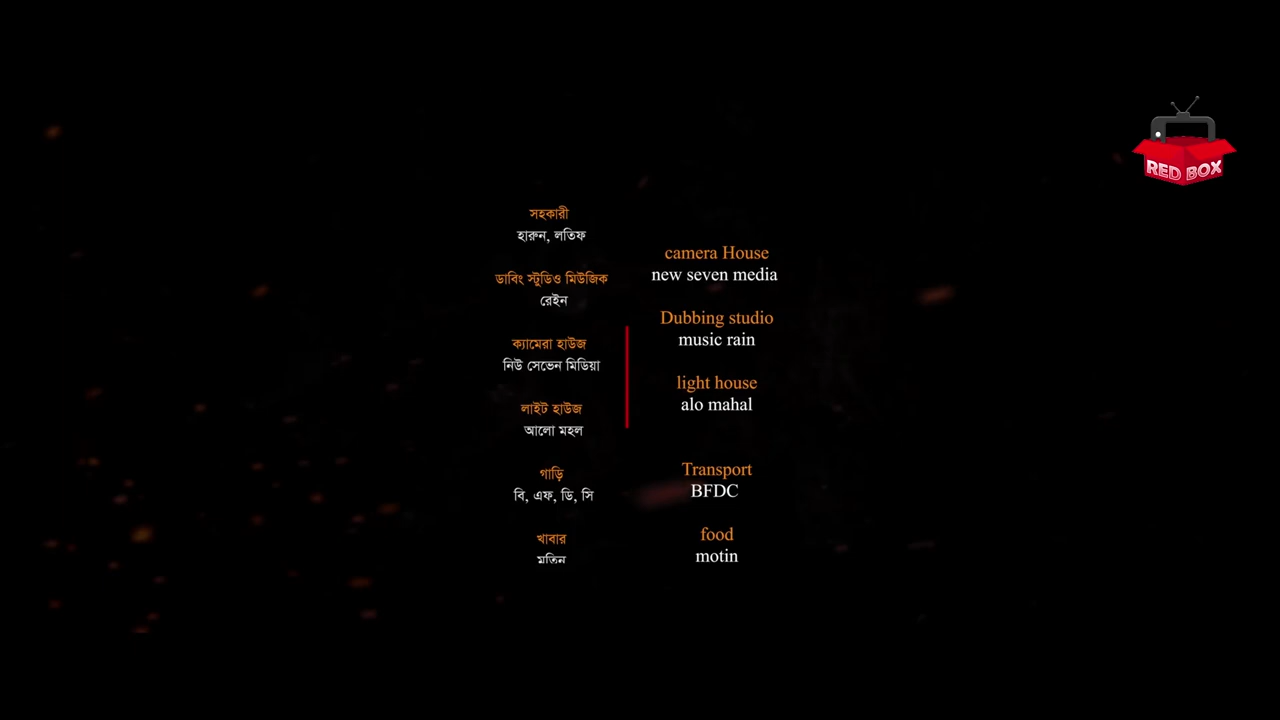 সহকারী
হারুন, লতিফ
ডাবিং স্টুডিও মিউজিক
রেইন
ক্যামেরা হাউজ
নিউ সেভেন মিডিয়া
লাইট হাউজ
আলো মহল
গাড়ি
বি, এফ, ডি, সি
খাবার
মতিন
camera House
new seven media
Dubbing studio
music rain
light house
alo mahal
Transport
BFDC
food
motin
RED BOX